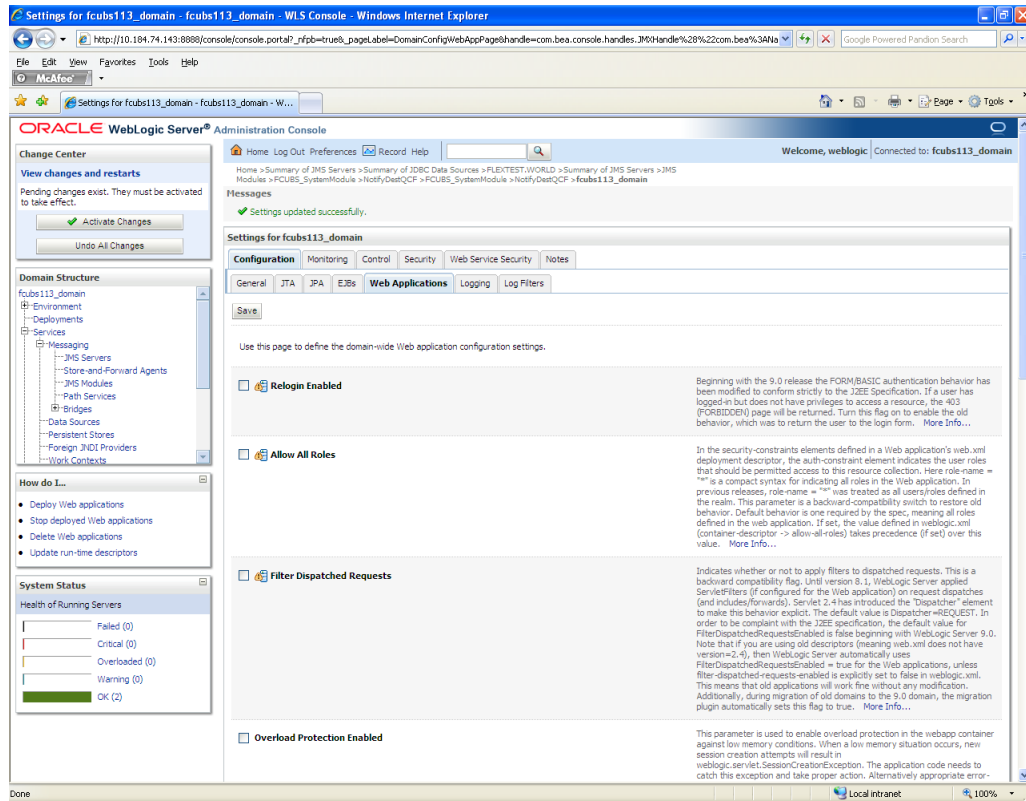 Settings for fcubs113_domain - fcubs113_domain - WLS Console - Windows Internet Explorer
http://10.184.74.143:8888/console/console.portal?_nfpb=true&_pageLabel=DomainConfigWebAppPage&handle=com.bea.console.handles.JMXHandle%28%22com.bea%3ANa
Google Powered Pandion Search
File Edit View Favorites Tools Help
McAfee
Settings for fcubs113_domain - fcubs113_domain - W...
Page Tools
ORACLE WebLogic Server® Administration Console
Change Center
View changes and restarts
Pending changes exist. They must be activated
to take effect.
Activate Changes
Undo All Changes
Domain Structure
fcubs113_domain
Environment
Deployments
Services
Messaging
JMS Servers
Store-and-Forward Agents
JMS Modules
Path Services
Bridges
Data Sources
Persistent Stores
Foreign JNDI Providers
Work Contexts
How do I...
Deploy Web applications
Stop deployed Web applications
Delete Web applications
Update run-time descriptors
System Status
Health of Running Servers
Failed (0)
Critical (0)
Overloaded (0)
Warning (0)
OK (2)
Home Log Out Preferences Record Help
Welcome, weblogic Connected to: fcubs113_domain
Home >Summary of JMS Servers >Summary of JDBC Data Sources >FLEXTEST.WORLD >Summary of JMS Servers >JMS
Modules >FCUBS_SystemModule >NotifyDestQCF >FCUBS_SystemModule >NotifyDestQCF >fcubs113_domain
Messages
Settings updated successfully.
Settings for fcubs113_domain
Configuration Monitoring Control Security Web Service Security Notes
General JTA JPA EJBs Web Applications Logging Log Filters
Save
Use this page to define the domain-wide Web application configuration settings.
Relogin Enabled
Beginning with the 9.0 release the FORM/BASIC authentication behavior has
been modified to conform strictly to the J2EE Specification. If a user has
logged-in but does not have privileges to access a resource, the 403
(FORBIDDEN) page will be returned. Turn this flag on to enable the old
behavior, which was to return the user to the login form. More Info...
Allow All Roles
In the security-constraints elements defined in a Web application's web.xml
deployment descriptor, the auth-constraint element indicates the user roles
that should be permitted access to this resource collection. Here role-name =
"*" is a compact syntax for indicating all roles in the Web application. In
previous releases, role-name = "*" was treated as all users/roles defined in
the realm. This parameter is a backward-compatibility switch to restore old
behavior. Default behavior is one required by the spec, meaning all roles
defined in the web application. If set, the value defined in weblogic.xml
(container-descriptor -> allow-all-roles) takes precedence (if set) over this
value. More Info...
Filter Dispatched Requests
Indicates whether or not to apply filters to dispatched requests. This is a
backward compatibility flag. Until version 8.1, WebLogic Server applied
ServletFilters (if configured for the Web application) on request dispatches
(and includes/forwards). Servlet 2.4 has introduced the "Dispatcher" element
to make this behavior explicit. The default value is Dispatcher=REQUEST. In
order to be complaint with the J2EE specification, the default value for
FilterDispatchedRequestsEnabled is false beginning with WebLogic Server 9.0.
Note that if you are using old descriptors (meaning web.xml does not have
version=2.4), then WebLogic Server automatically uses
FilterDispatchedRequestsEnabled = true for the Web applications, unless
filter-dispatched-requests-enabled is explicitly set to false in weblogic.xml.
This means that old applications will work fine without any modification.
Additionally, during migration of old domains to the 9.0 domain, the migration
plugin automatically sets this flag to true. More Info...
Overload Protection Enabled
This parameter is used to enable overload protection in the webapp container
against low memory conditions. When a low memory situation occurs, new
session creation attempts will result in
weblogic.servlet.SessionCreationException. The application code needs to
catch this exception and take proper action. Alternatively appropriate error-
Done
Local intranet
100%